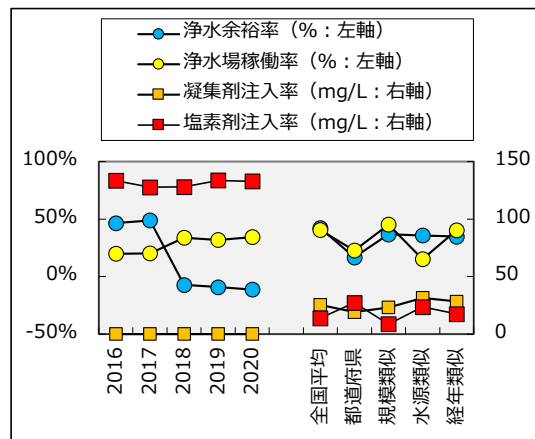 浄水余裕率（%：左軸）
浄水場稼働率（%：左軸）
凝集剤注入率（mg/L：右軸）
塩素剤注入率（mg/L：右軸）
100%
50%
0%
-50%
150
100
50
0
2016
2017
2018
2019
2020
全国平均
都道府県
規模類似
水源類似
経年類似